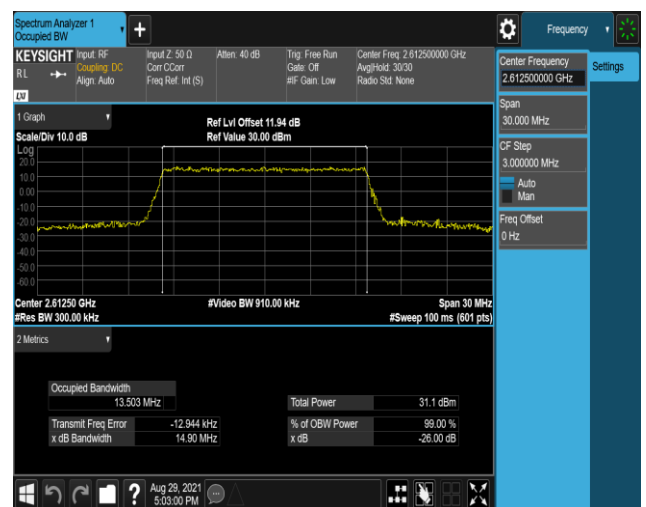 Spectrum Analyzer 1
Occupied BW
+
Frequency
KEYSIGHT
RL
LXI
Input: RF
Coupling: DC
Align: Auto
Input Z: 50 Ω
Corr CCorr
Freq Ref: Int (S)
Atten: 40 dB
Trig: Free Run
Gate: Off
#IF Gain: Low
Center Freq: 2.612500000 GHz
Avg|Hold: 30/30
Radio Std: None
Center Frequency
2.612500000 GHz
Settings
Span
30.000 MHz
CF Step
3.000000 MHz
Auto
Man
Freq Offset
0 Hz
1 Graph
Scale/Div 10.0 dB
Ref Lvl Offset 11.94 dB
Ref Value 30.00 dBm
Log
20.0
10.0
0.00
-10.0
-20.0
-30.0
-40.0
-50.0
-60.0
Center 2.61250 GHz
#Res BW 300.00 kHz
#Video BW 910.00 kHz
Span 30 MHz
#Sweep 100 ms (601 pts)
2 Metrics
Occupied Bandwidth
13.503 MHz
Total Power 31.1 dBm
Transmit Freq Error -12.944 kHz
% of OBW Power 99.00 %
x dB Bandwidth 14.90 MHz
x dB -26.00 dB
?
Aug 29, 2021
5:03:00 PM